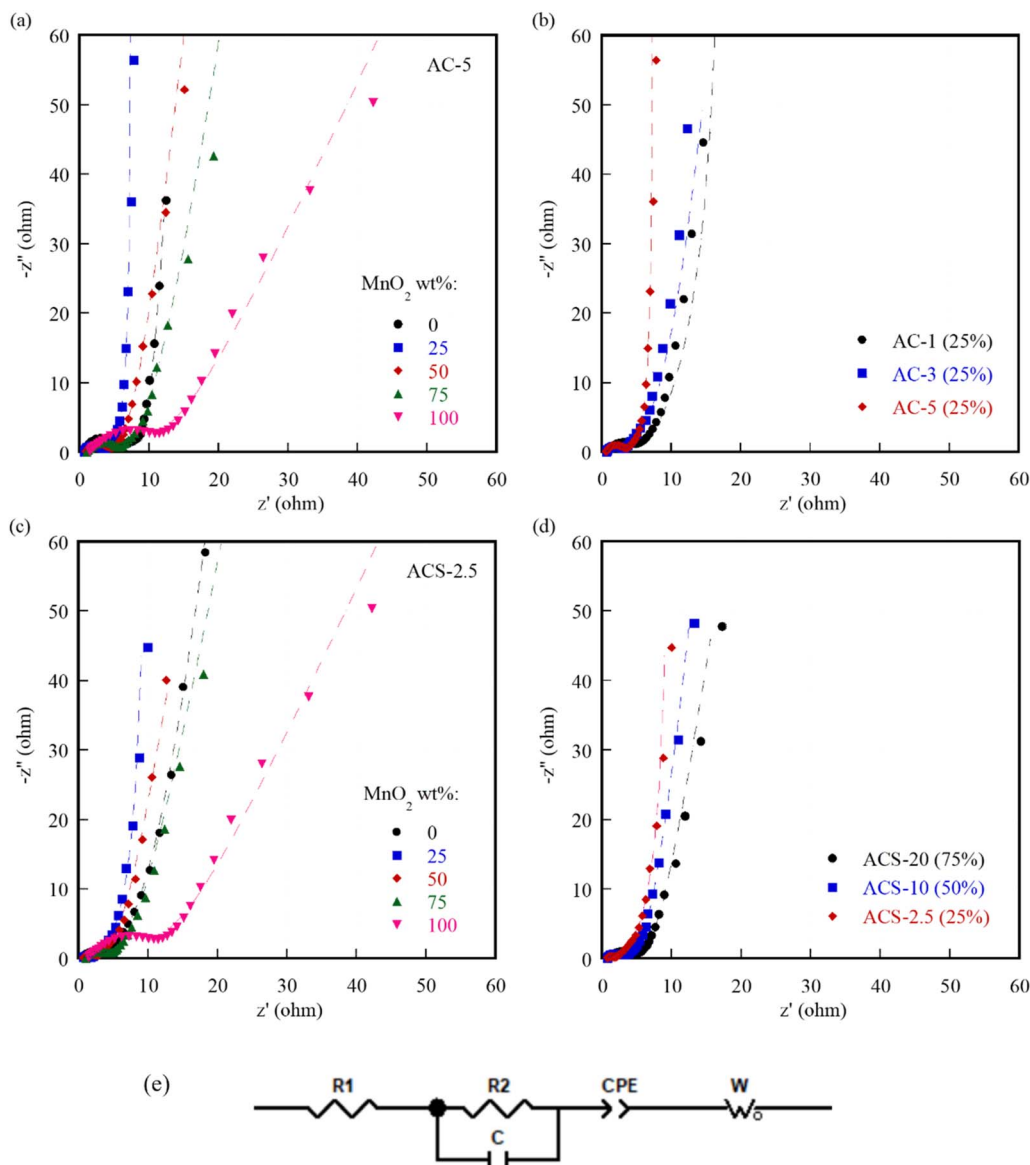 (a)
60
50
40
30
20
10
0
-z'' (ohm)
AC-5
MnO2 wt%:
0
25
50
75
100
0 10 20 30 40 50 60
z' (ohm)
(b)
60
50
40
30
20
10
0
-z'' (ohm)
AC-1 (25%)
AC-3 (25%)
AC-5 (25%)
0 10 20 30 40 50 60
z' (ohm)
(c)
60
50
40
30
20
10
0
-z'' (ohm)
ACS-2.5
MnO2 wt%:
0
25
50
75
100
0 10 20 30 40 50 60
z' (ohm)
(d)
60
50
40
30
20
10
0
-z'' (ohm)
ACS-20 (75%)
ACS-10 (50%)
ACS-2.5 (25%)
0 10 20 30 40 50 60
z' (ohm)
(e)
R1 R2 CPE W
C